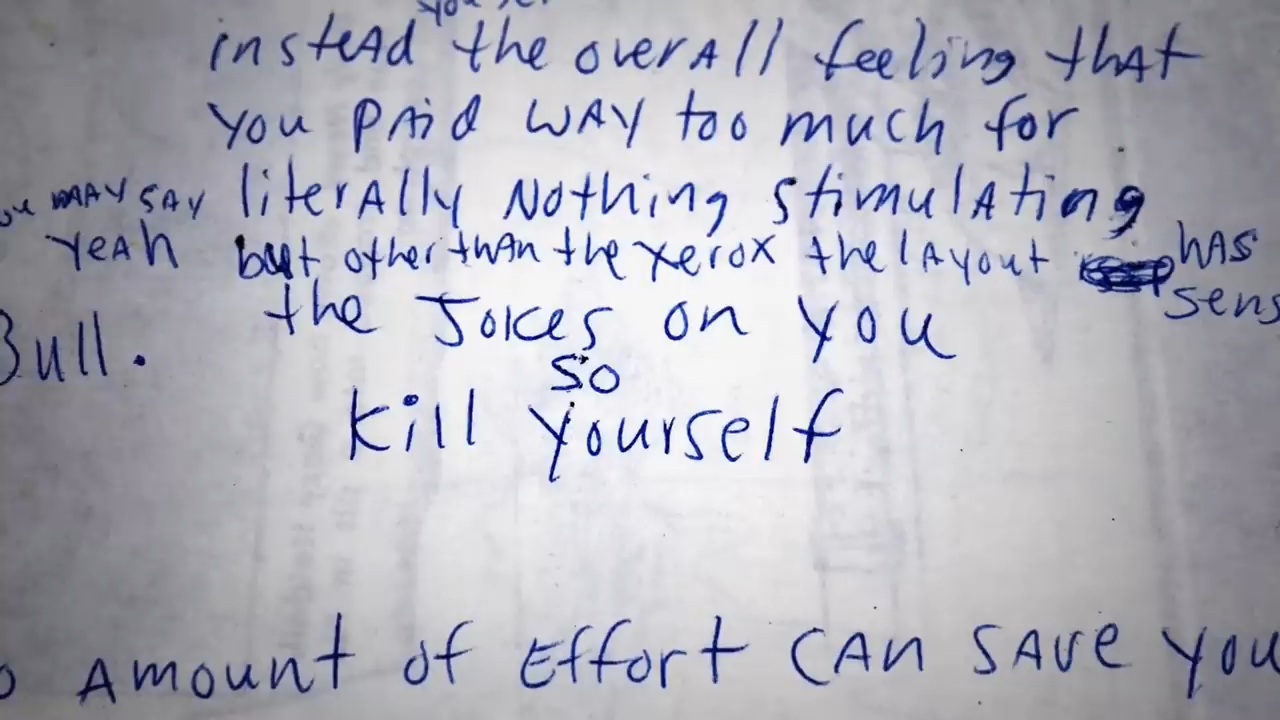 instead the overall feeling that
you paid way too much for
may say literally Nothing stimulating
yeah but other than the xerox the layout has
the Jokes on you
Bull.
so
Kill yourself
amount of Effort can save you